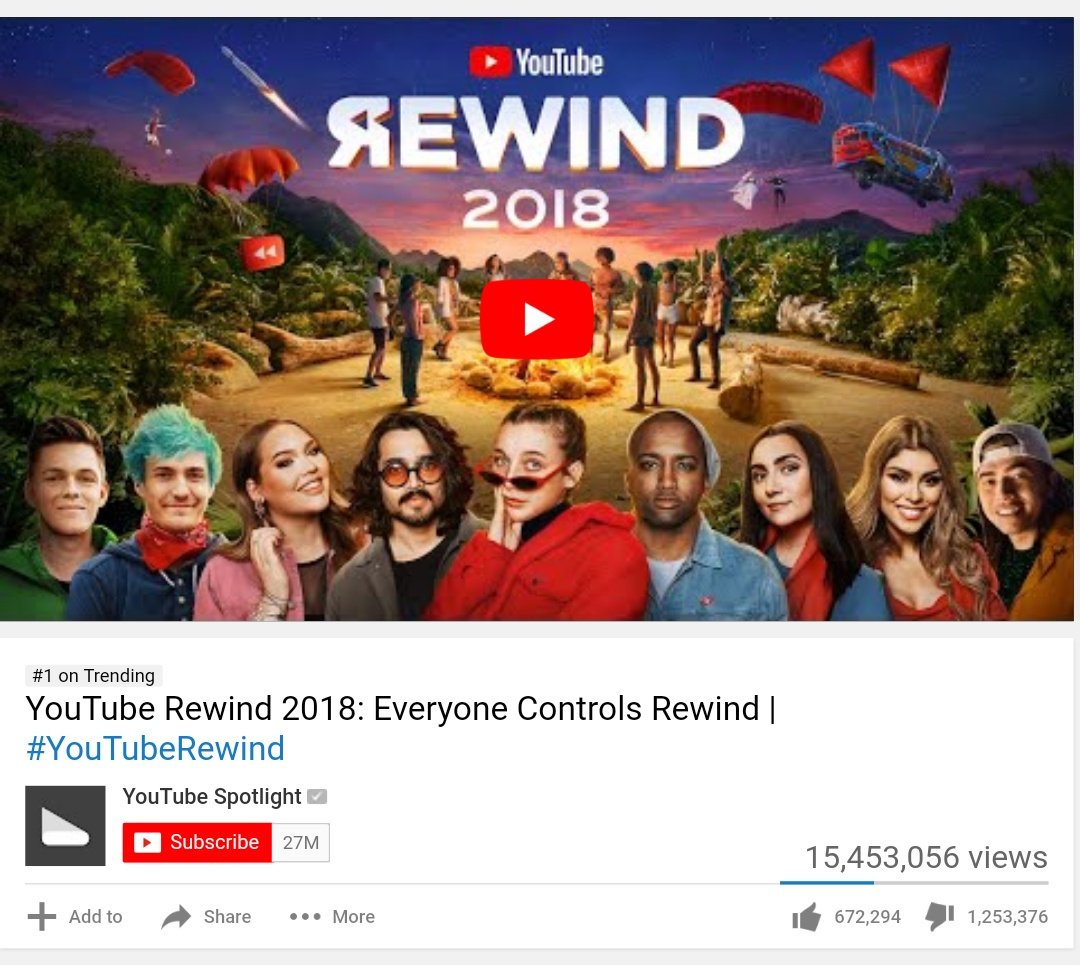 YouTube
REWIND
2018
#1 on Trending
YouTube Rewind 2018: Everyone Controls Rewind |
#YouTubeRewind
YouTube Spotlight
Subscribe 27M
15,453,056 views
Add to Share More 672,294 1,253,376